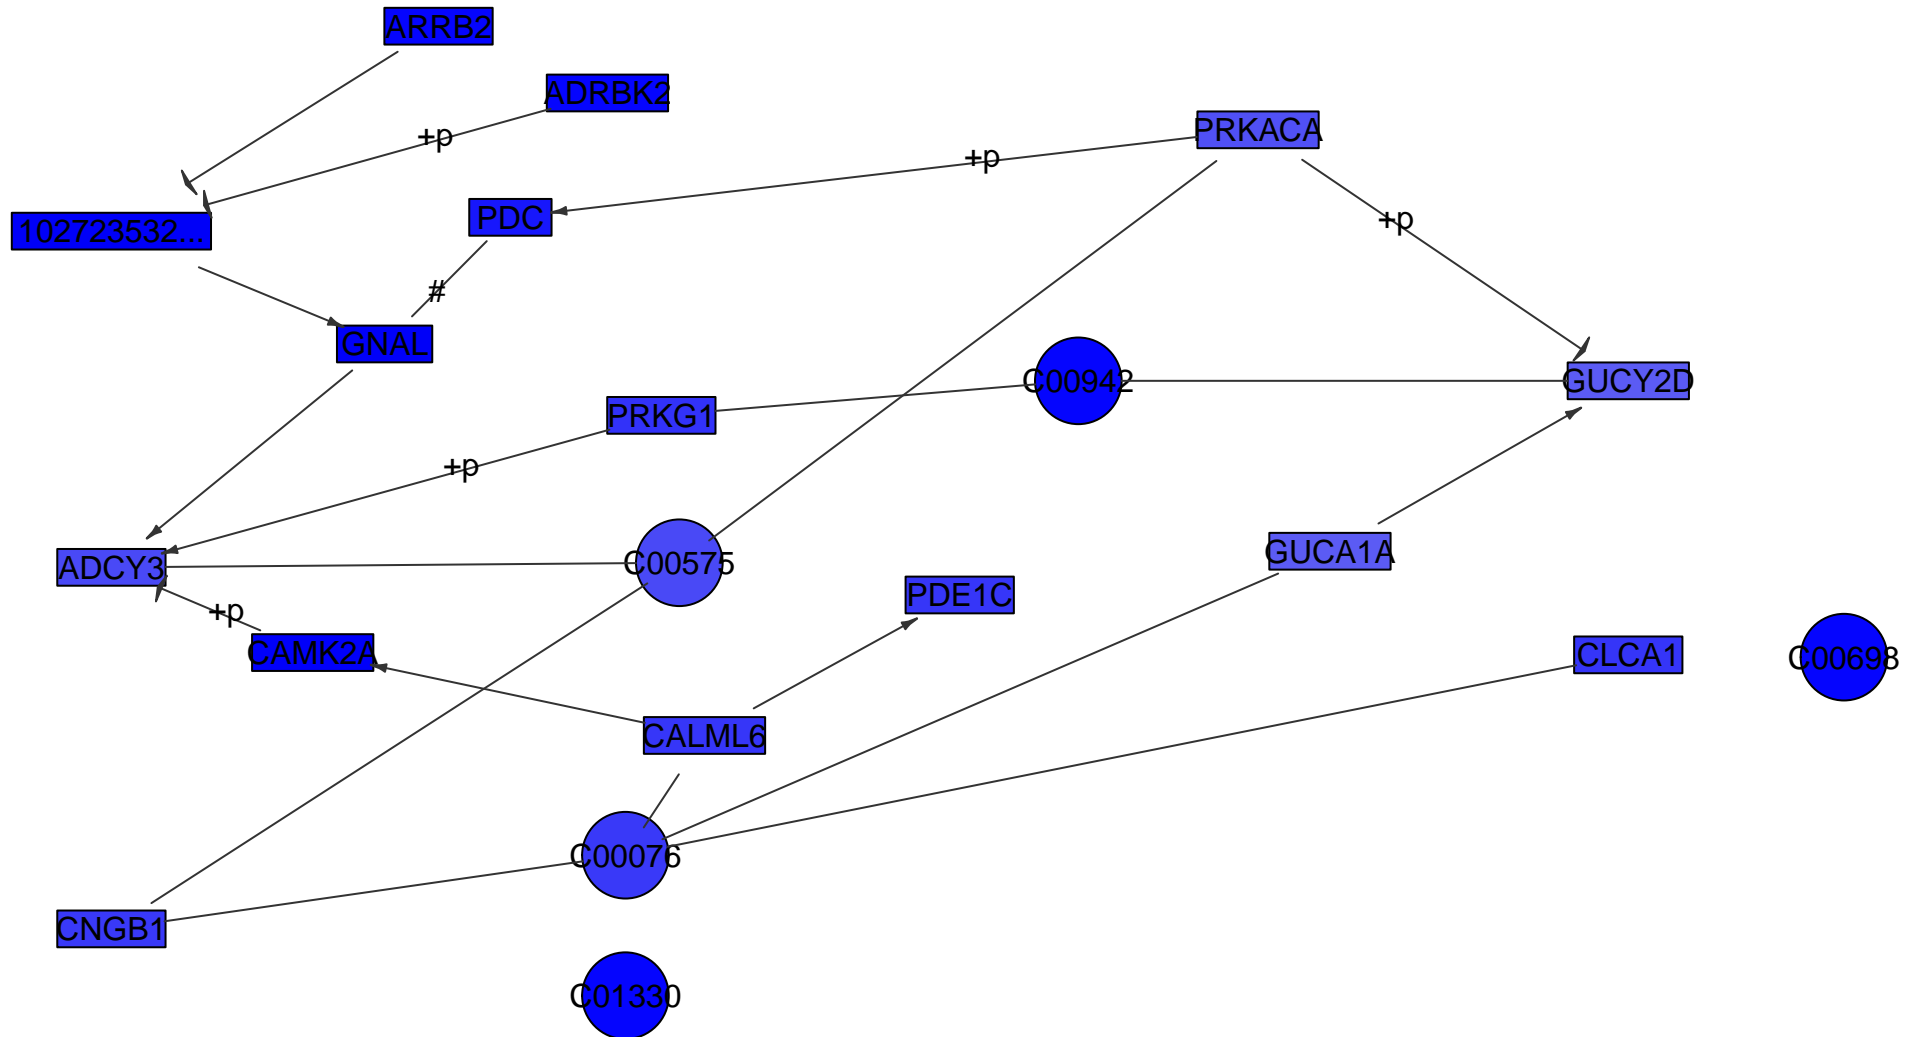 ARRB2
ADRBK2
+p
PRKACA
+p
102723532...
PDC
+p
#
GNAL
C00942
GUCY2D
PRKG1
+p
ADCY3
C00575
GUCA1A
PDE1C
+p
CAMK2A
CLCA1
C00698
CALML6
C00076
CNGB1
C01330